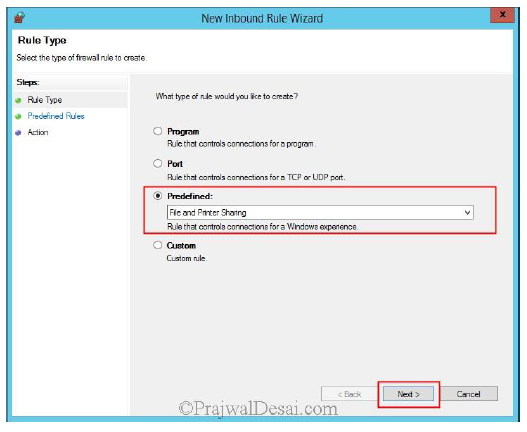 New Inbound Rule Wizard
x
Rule Type
Select the type of firewall rule to create.
Steps:
Rule Type
Predefined Rules
Action
What type of rule would you like to create?
Program
Rule that controls connections for a program.
Port
Rule that controls connections for a TCP or UDP port.
Predefined:
File and Printer Sharing
Rule that controls connections for a Windows experience.
Custom
Custom rule.
< Back Next > Cancel
©PrajwalDesai.com